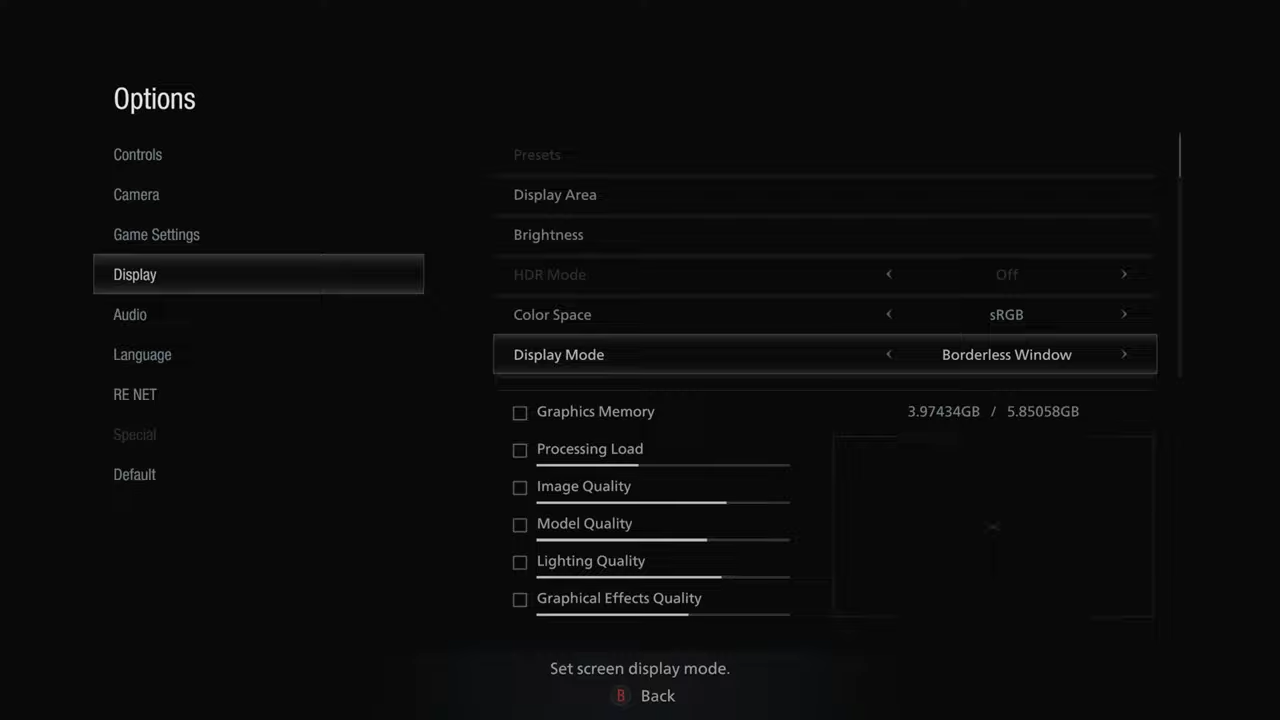 Options
Controls
Camera
Game Settings
Display
Audio
Language
RE NET
Special
Default
Presets
Display Area
Brightness
HDR Mode Off
Color Space sRGB
Display Mode Borderless Window
Graphics Memory 3.97434GB / 5.85058GB
Processing Load
Image Quality
Model Quality
Lighting Quality
Graphical Effects Quality
Set screen display mode.
B Back